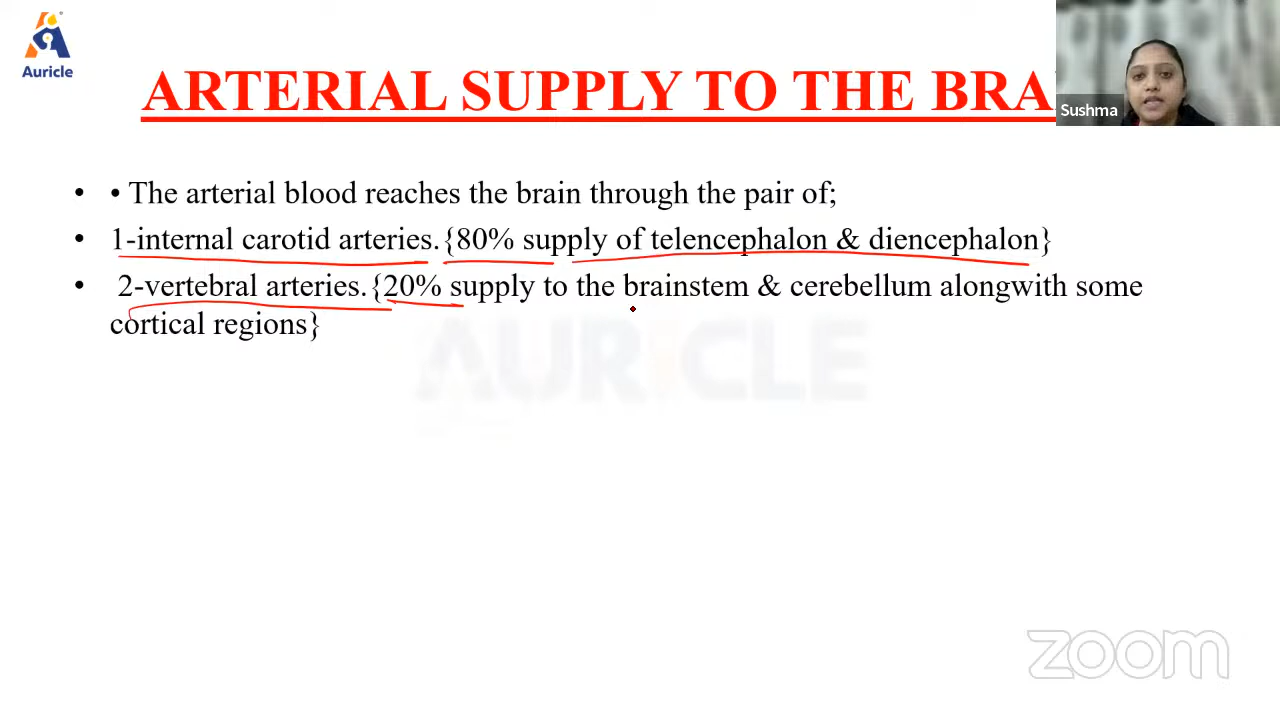 Auricle
ARTERIAL SUPPLY TO THE BRA
Sushma
• • The arterial blood reaches the brain through the pair of;
• 1-internal carotid arteries.{80% supply of telencephalon & diencephalon}
• 2-vertebral arteries.{20% supply to the brainstem & cerebellum alongwith some
cortical regions}
AURICLE
zoom